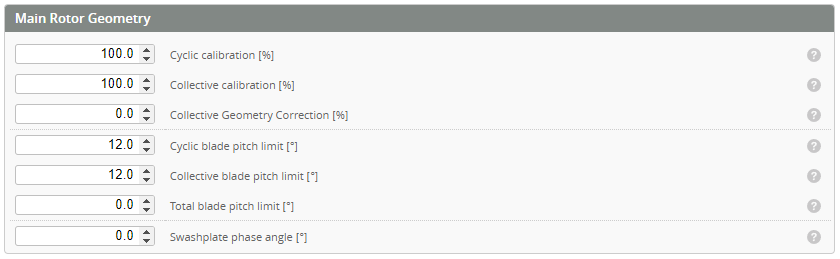 Main Rotor Geometry
100.0 Cyclic calibration [%] ?
100.0 Collective calibration [%] ?
0.0 Collective Geometry Correction [%] ?
12.0 Cyclic blade pitch limit [°] ?
12.0 Collective blade pitch limit [°] ?
0.0 Total blade pitch limit [°] ?
0.0 Swashplate phase angle [°] ?